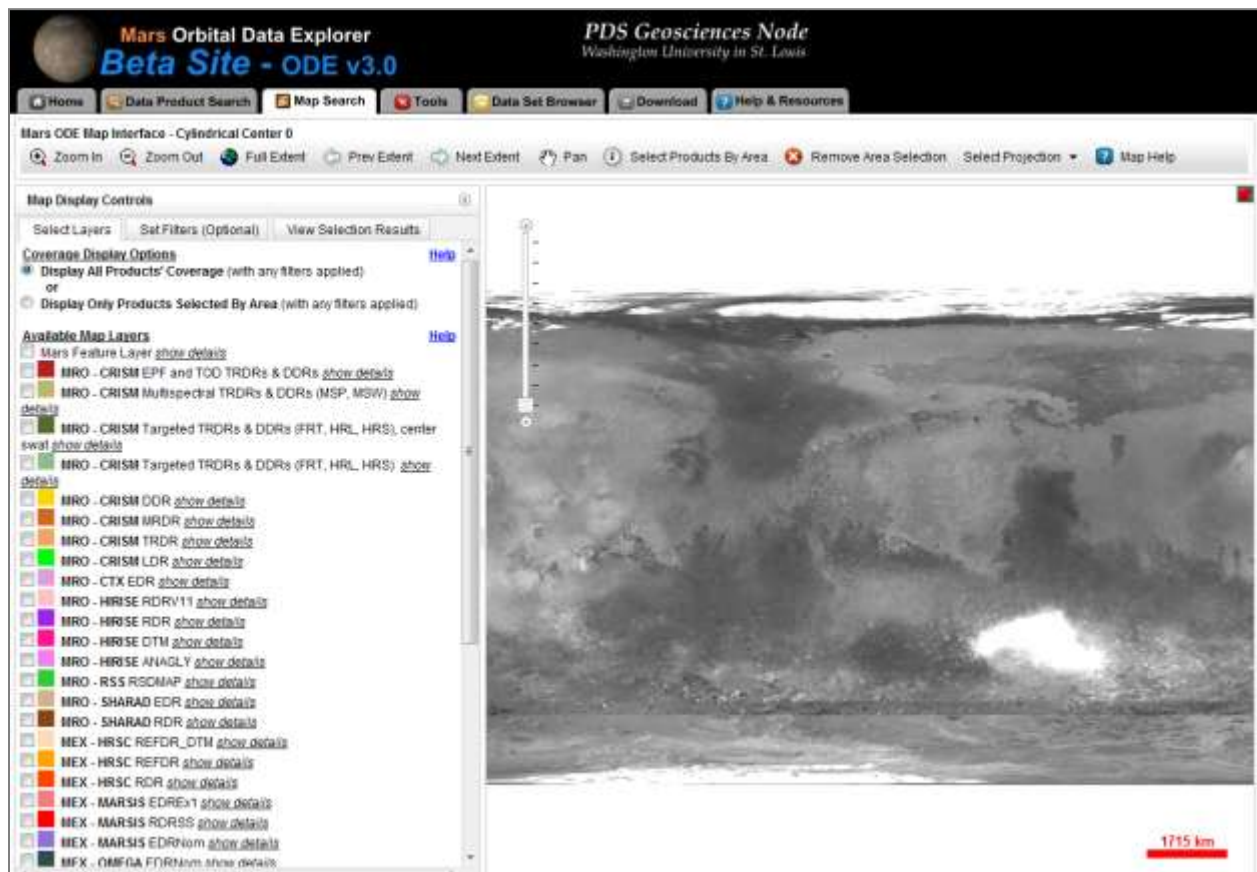 Mars Orbital Data Explorer
Beta Site - ODE v3.0
PDS Geosciences Node
Washington University in St. Louis
Home
Data Product Search
Map Search
Tools
Data Set Browser
Download
Help & Resources
Mars ODE Map Interface - Cylindrical Center 0
Zoom In
Zoom Out
Full Extent
Prev Extent
Next Extent
Pan
Select Products By Area
Remove Area Selection
Select Projection
Map Help
Map Display Controls
Select Layers
Set Filters (Optional)
View Selection Results
Coverage Display Options Help
Display All Products' Coverage (with any filters applied)
or
Display Only Products Selected By Area (with any filters applied)
Available Map Layers Help
Mars Feature Layer show details
MRO - CRISM EPF and TOD TRDRs & DDRs show details
MRO - CRISM Multispectral TRDRs & DDRs (MSP, MSW) show
details
MRO - CRISM Targeted TRDRs & DDRs (FRT, HRL, HRS), center
swat show details
MRO - CRISM Targeted TRDRs & DDRs (FRT, HRL, HRS) show
details
MRO - CRISM DDR show details
MRO - CRISM MRDR show details
MRO - CRISM TRDR show details
MRO - CRISM LDR show details
MRO - CTX EDR show details
MRO - HIRISE RDRV11 show details
MRO - HIRISE RDR show details
MRO - HIRISE DTM show details
MRO - HIRISE ANAGLY show details
MRO - RSS RSDMAP show details
MRO - SHARAD EDR show details
MRO - SHARAD RDR show details
MEX - HRSC REFDR_DTM show details
MEX - HRSC REFDR show details
MEX - HRSC RDR show details
MEX - MARSIS EDREx1 show details
MEX - MARSIS RDRSS show details
MEX - MARSIS EDRNom show details
MEX - OMEGA EDRNom show details
1715 km